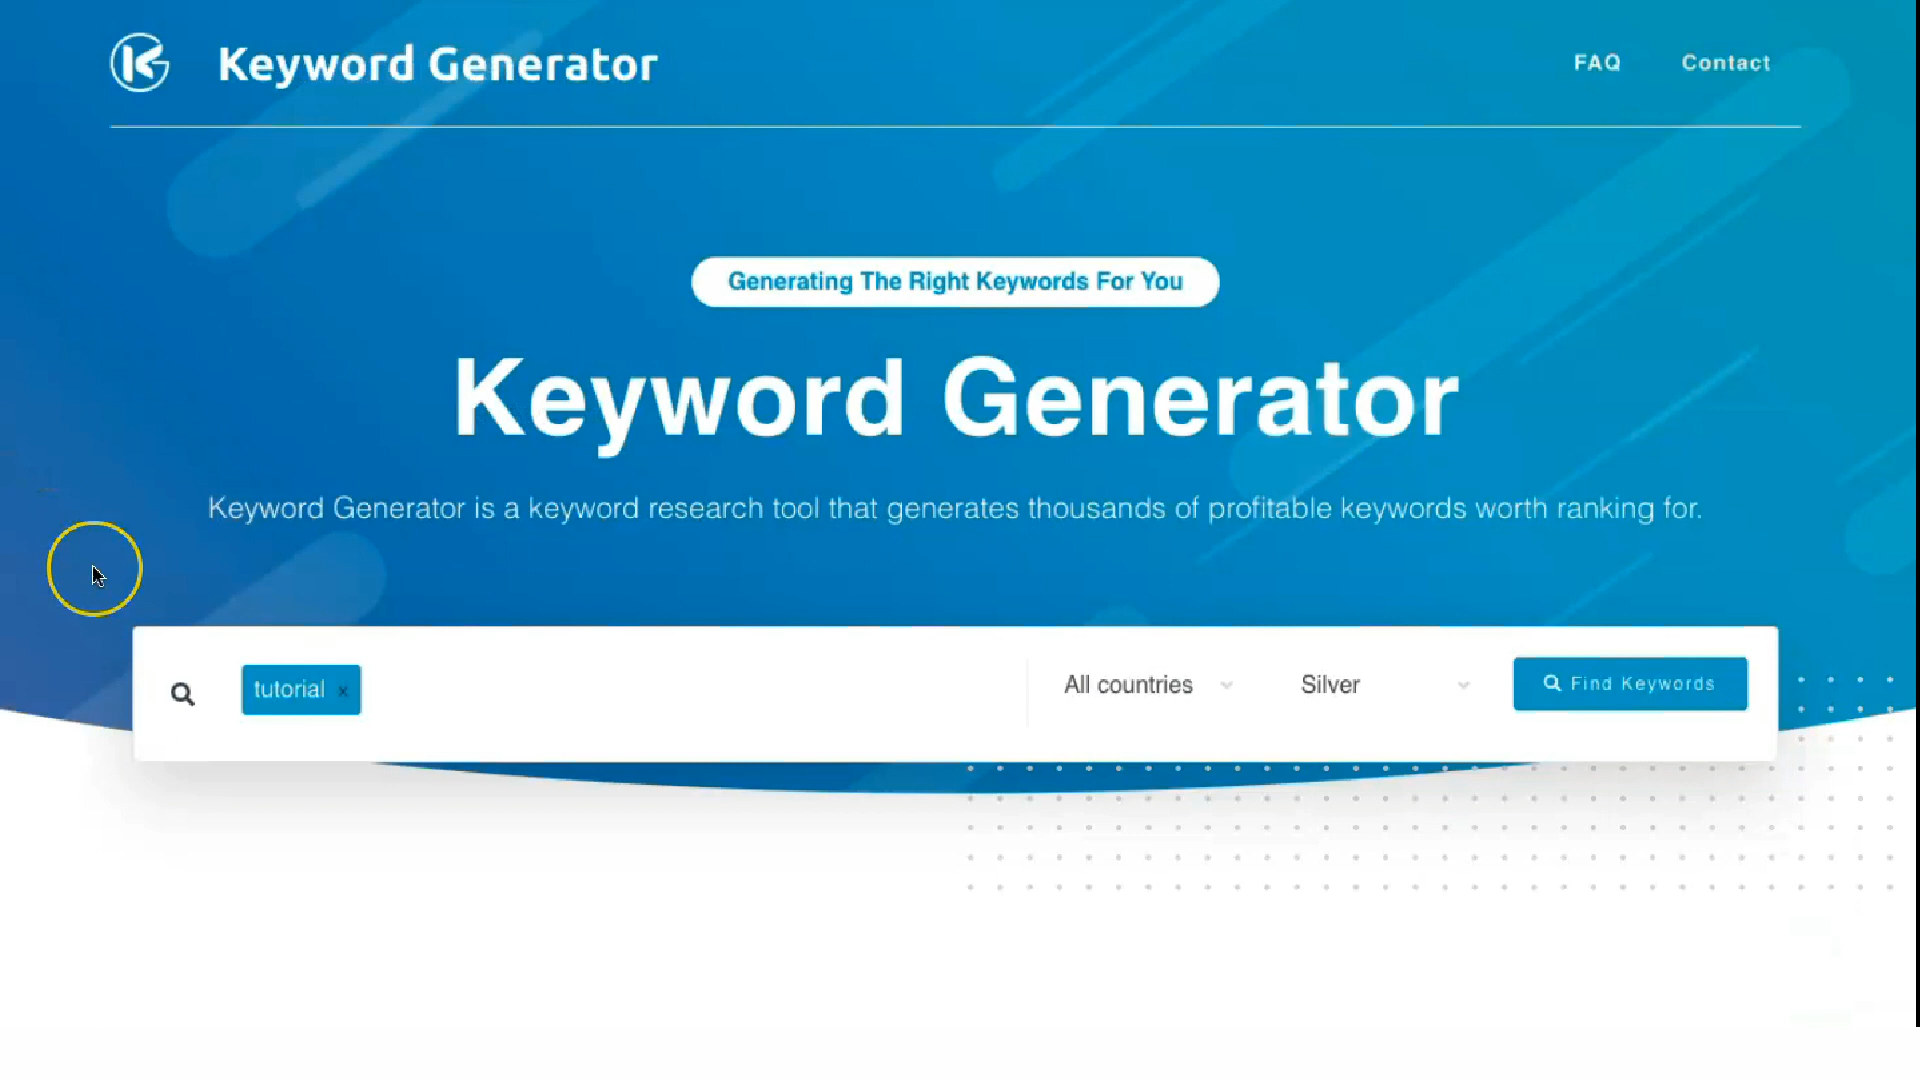 Keyword Generator
FAQ
Contact
Generating The Right Keywords For You
Keyword Generator
Keyword Generator is a keyword research tool that generates thousands of profitable keywords worth ranking for.
tutorial x
All countries
Silver
Find Keywords